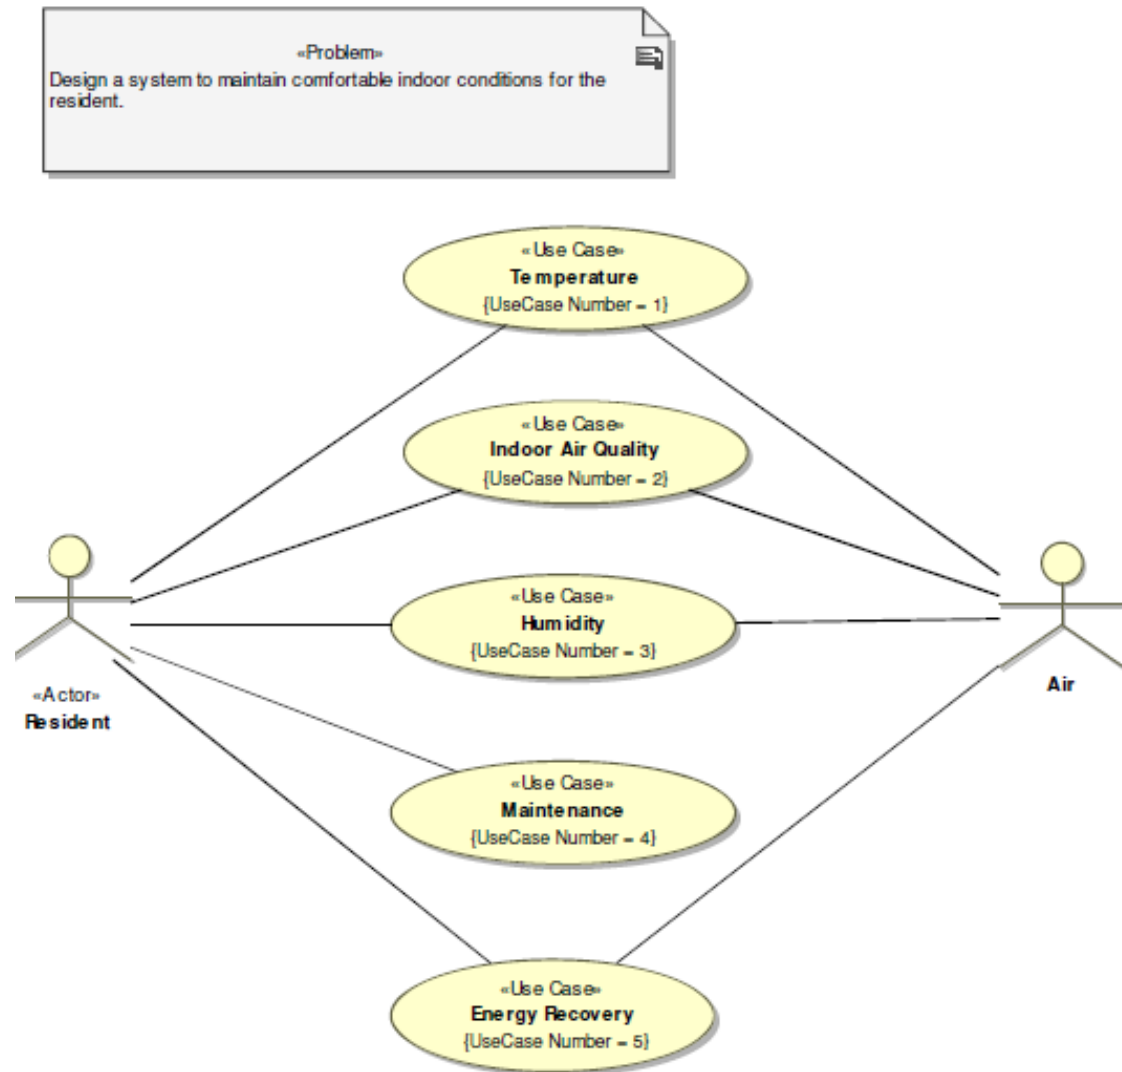 «Problem»
Design a system to maintain comfortable indoor conditions for the
resident.
«Use Case»
Temperature
{UseCase Number = 1}
«Use Case»
Indoor Air Quality
{UseCase Number = 2}
«Use Case»
Humidity
{UseCase Number = 3}
«Actor»
Resident
Air
«Use Case»
Maintenance
{UseCase Number = 4}
«Use Case»
Energy Recovery
{UseCase Number = 5}